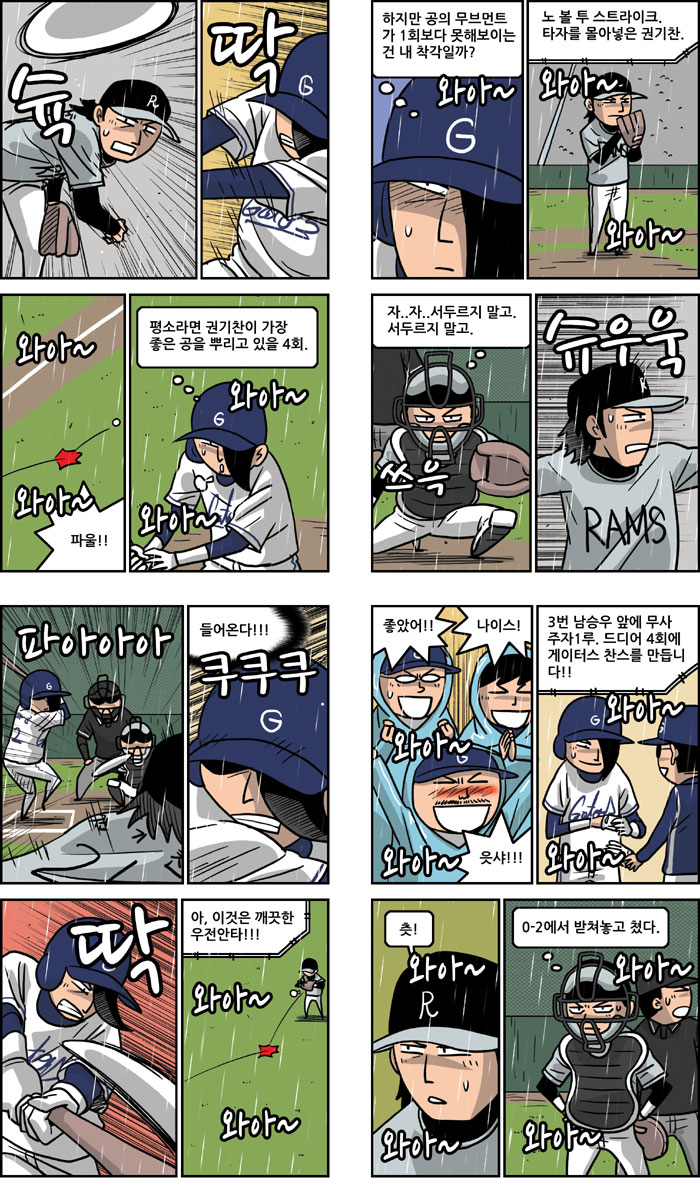 슉
R
딱
G
Gators
하지만 공의 무브먼트
가 1회보다 못해보이는
건 내 착각일까?
와아~
G
노 볼 투 스트라이크.
타자를 몰아넣은 권기찬.
와아~
와아~
와아~
와아~
파울!!
평소라면 권기찬이 가장
좋은 공을 뿌리고 있을 4회.
와아~
G
와아~
자..자..서두르지 말고.
서두르지 말고.
쓰윽
슈우욱
R
RAMS
파아아아
G
들어온다!!!
쿠쿠쿠
G
좋았어!!
나이스!
와아~
와아~
읏샤!!!
3번 남승우 앞에 무사
주자1루. 드디어 4회에
게이터스 찬스를 만듭니
다!!
와아~
G
Gators
와아~
딱
아, 이것은 깨끗한
우전안타!!!
와아~
와아~
칫!
와아~
R
와아~
0-2에서 받쳐놓고 쳤다.
와아~
와아~